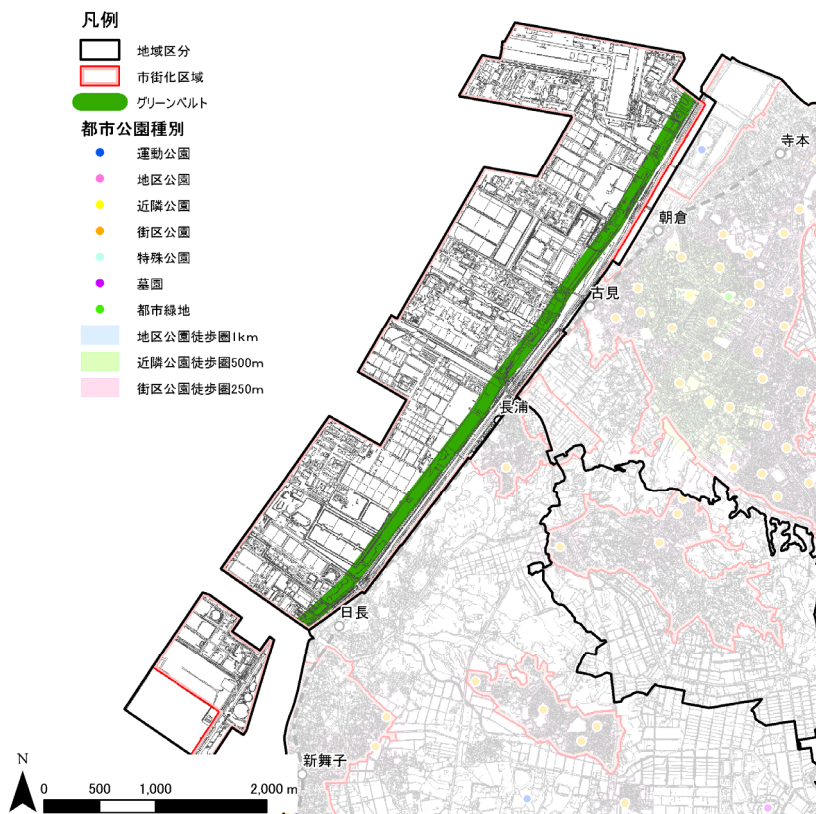 凡例
地域区分
市街化区域
グリーンベルト
都市公園種別
運動公園
地区公園
近隣公園
街区公園
特殊公園
墓園
都市緑地
地区公園徒歩圏1km
近隣公園徒歩圏500m
街区公園徒歩圏250m
寺本
朝倉
古見
長浦
日長
新舞子
N
0 500 1,000 2,000 m